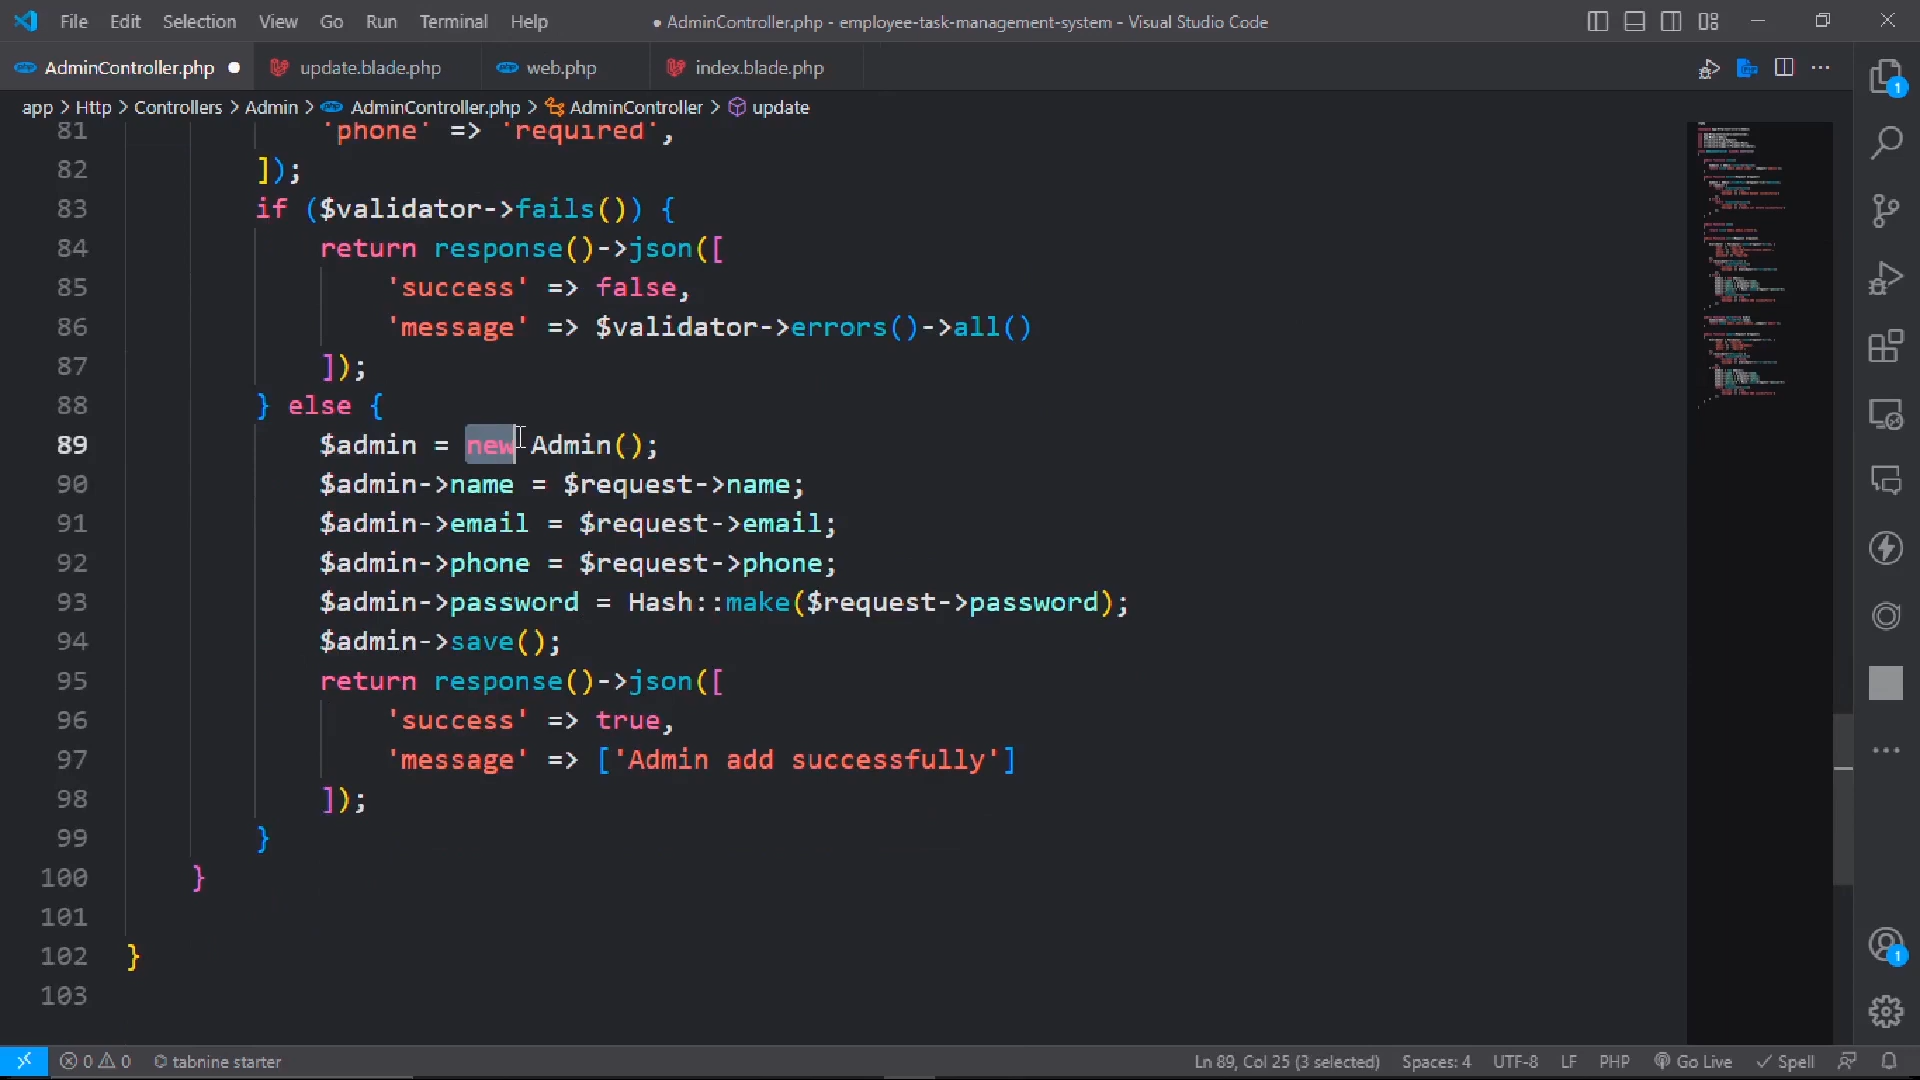 File Edit Selection View Go Run Terminal Help ● AdminController.php - employee-task-management-system - Visual Studio Code
AdminController.php ● update.blade.php web.php index.blade.php
app > Http > Controllers > Admin > AdminController.php > AdminController > update
81 'phone' => 'required',
82 ]);
83 if ($validator->fails()) {
84 return response()->json([
85 'success' => false,
86 'message' => $validator->errors()->all()
87 ]);
88 } else {
89 $admin = new Admin();
90 $admin->name = $request->name;
91 $admin->email = $request->email;
92 $admin->phone = $request->phone;
93 $admin->password = Hash::make($request->password);
94 $admin->save();
95 return response()->json([
96 'success' => true,
97 'message' => ['Admin add successfully']
98 ]);
99 }
100 }
101
102 }
103
1
1
0 0 tabnine starter Ln 89, Col 25 (3 selected) Spaces: 4 UTF-8 LF PHP Go Live Spell